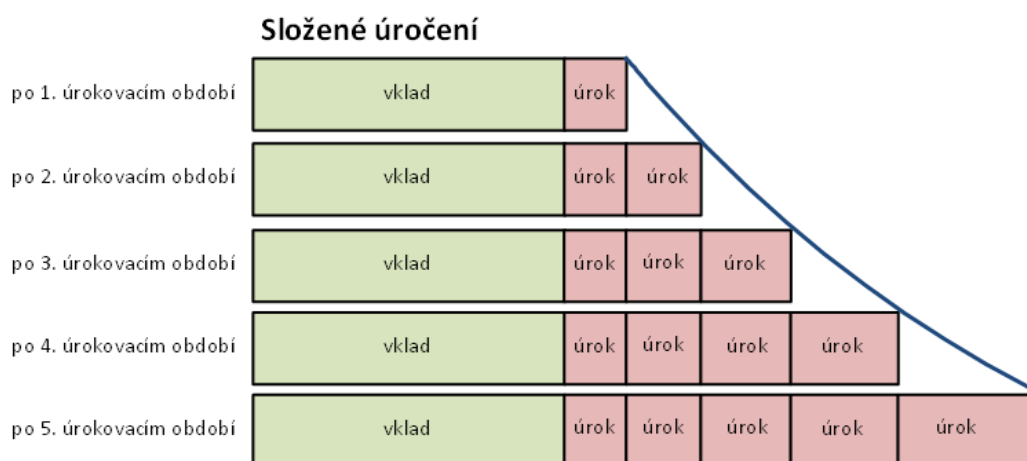 Složené úročení
po 1. úrokovacím období vklad úrok
po 2. úrokovacím období vklad úrok úrok
po 3. úrokovacím období vklad úrok úrok úrok
po 4. úrokovacím období vklad úrok úrok úrok úrok
po 5. úrokovacím období vklad úrok úrok úrok úrok úrok